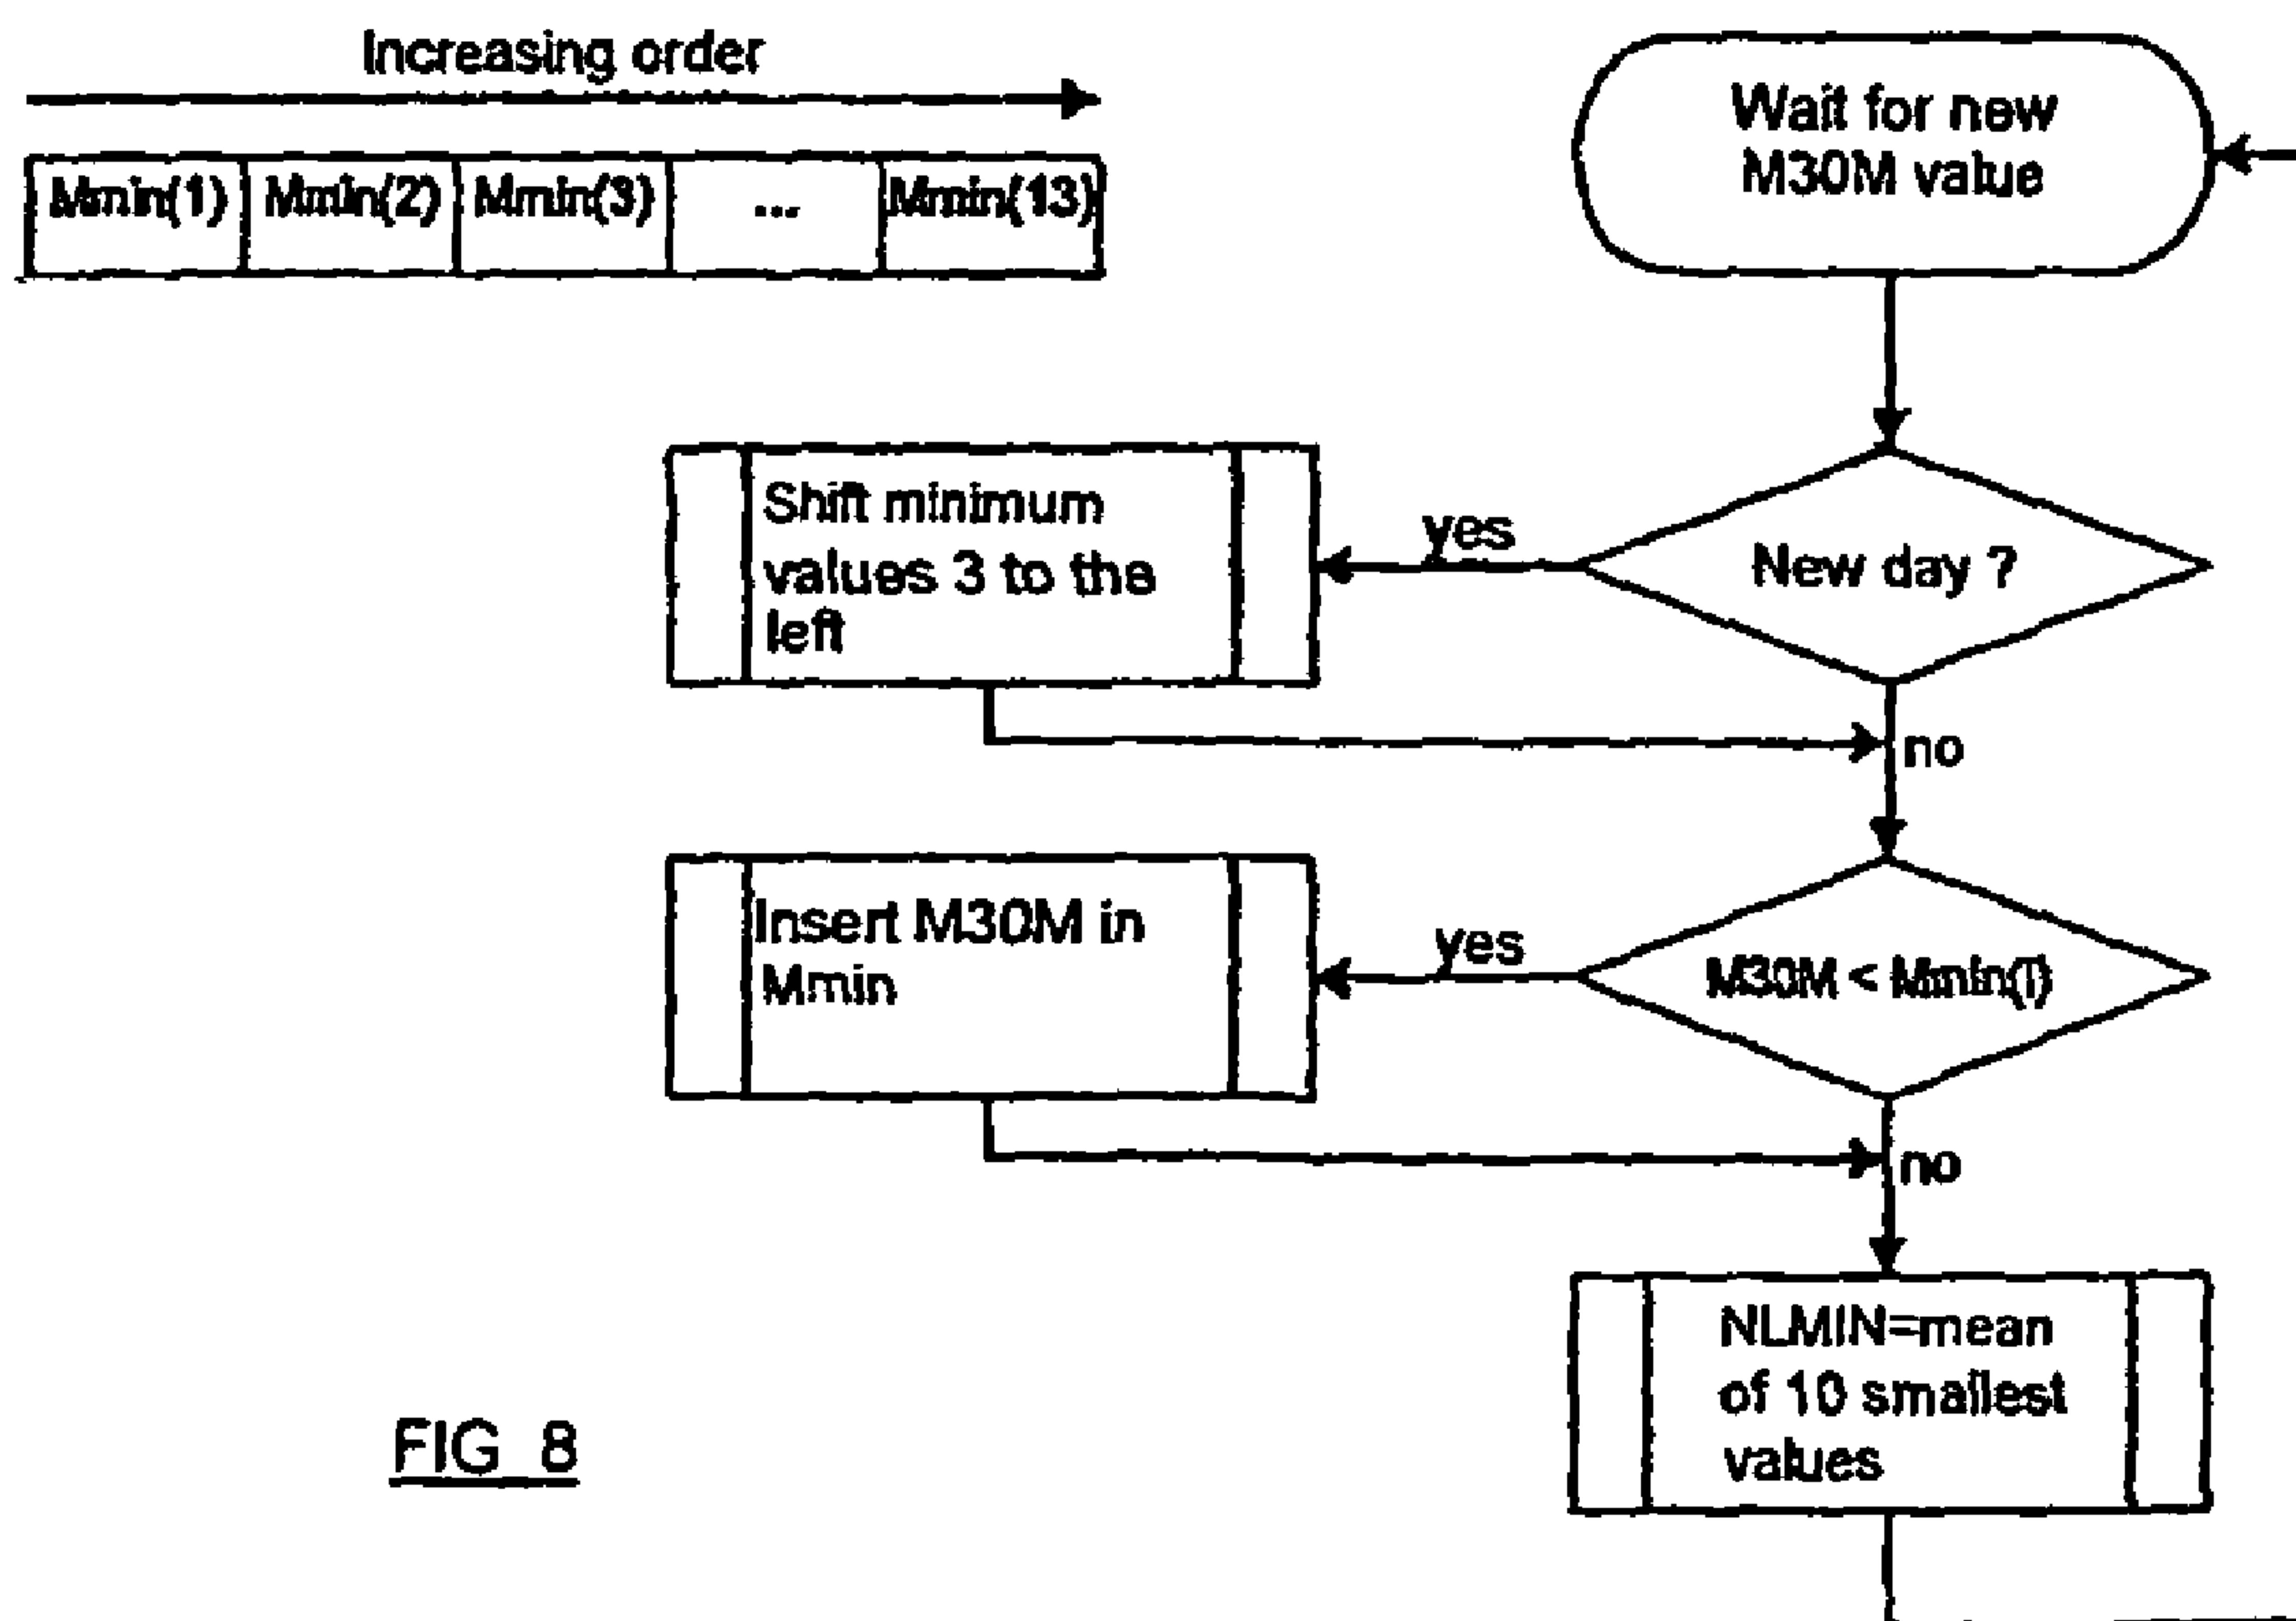 Increasing order
Mmin(1) Mmin(2) Mmin(3) ... Mmin(13)
Wait for new
M30M value
New day ?
yes
Shift minimum
values 3 to the
left
no
M30M < Mmin(I)
yes
Insert M30M in
Mmin
no
NLMIN=mean
of 10 smallest
values
FIG 8